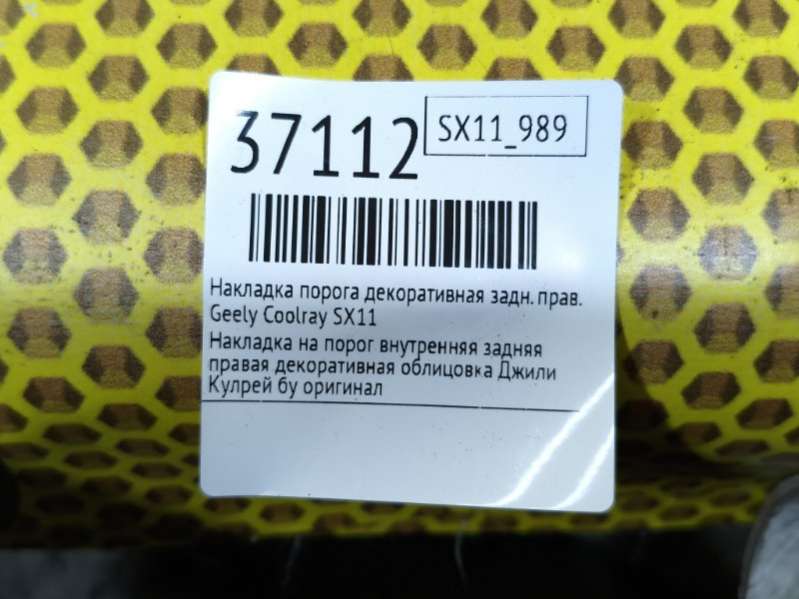 37112
SX11_989
Накладка порога декоративная задн. прав.
Geely Coolray SX11
Накладка на порог внутренняя задняя
правая декоративная облицовка Джили
Кулрей бу оригинал